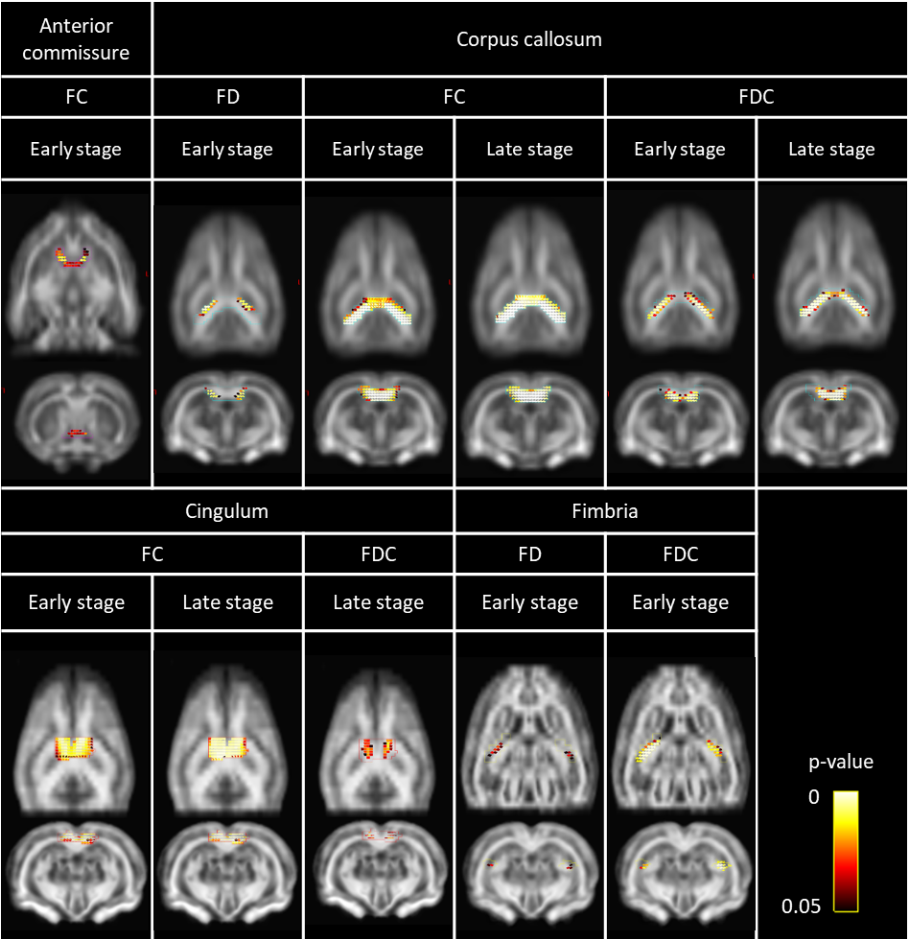 Anterior
commissure
Corpus callosum
FC
FD
FC
FDC
Early stage
Early stage
Early stage
Late stage
Early stage
Late stage
Cingulum
Fimbria
FC
FDC
FD
FDC
Early stage
Late stage
Late stage
Early stage
Early stage
p-value
0
0.05